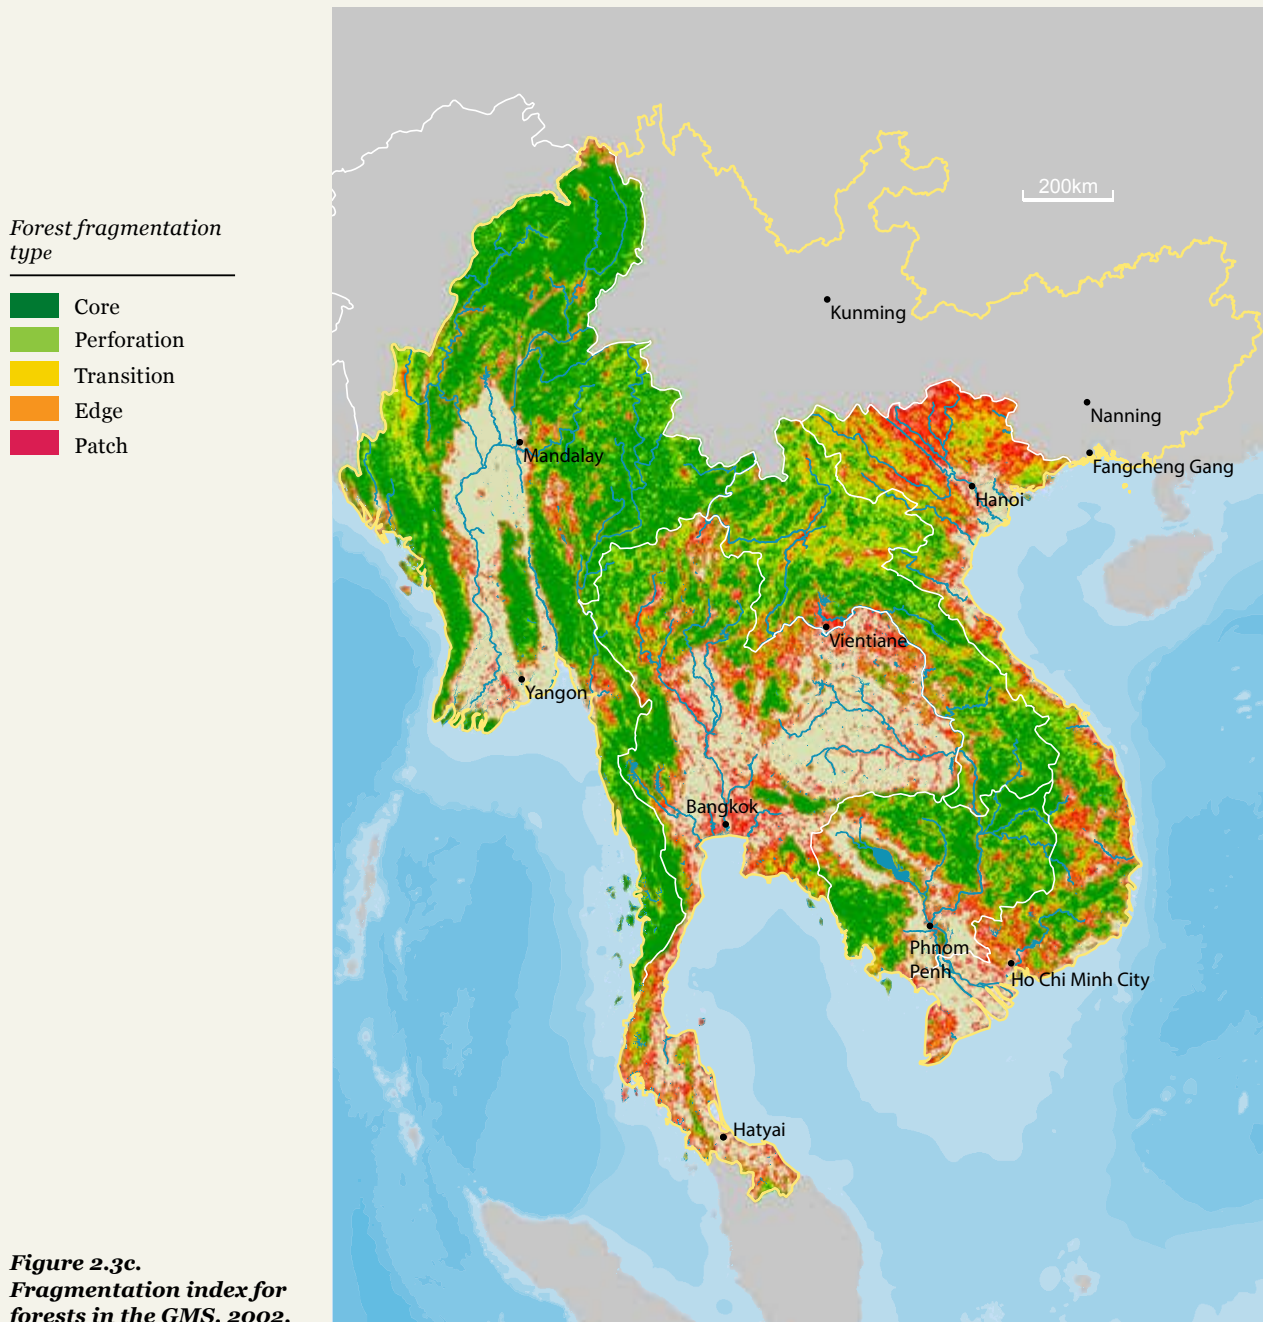 Forest fragmentation
type
Core
Perforation
Transition
Edge
Patch
200km
Kunming
Nanning
Fangcheng Gang
Mandalay
Hanoi
Vientiane
Yangon
Bangkok
Phnom
Penh
Ho Chi Minh City
Hatyai
Figure 2.3c.
Fragmentation index for
forests in the GMS, 2002.